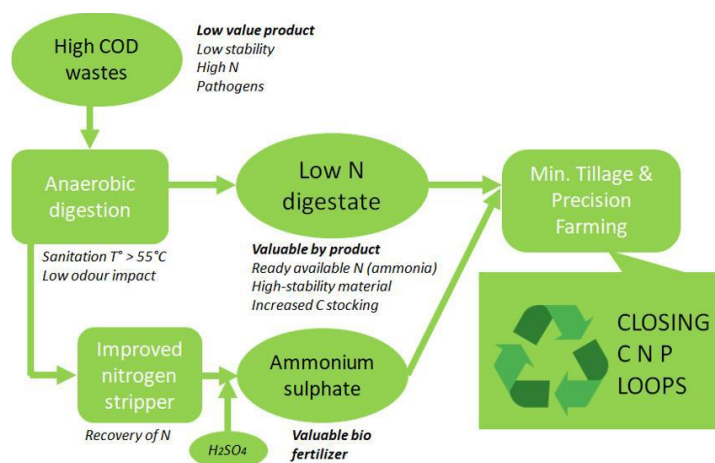 High COD
wastes
Low value product
Low stability
High N
Pathogens
Anaerobic
digestion
Sanitation T° > 55°C
Low odour impact
Low N
digestate
Valuable by product
Ready available N (ammonia)
High-stability material
Increased C stocking
Min. Tillage &
Precision
Farming
Improved
nitrogen
stripper
Recovery of N
H₂SO₄
Ammonium
sulphate
Valuable bio
fertilizer
CLOSING
C N P
LOOPS